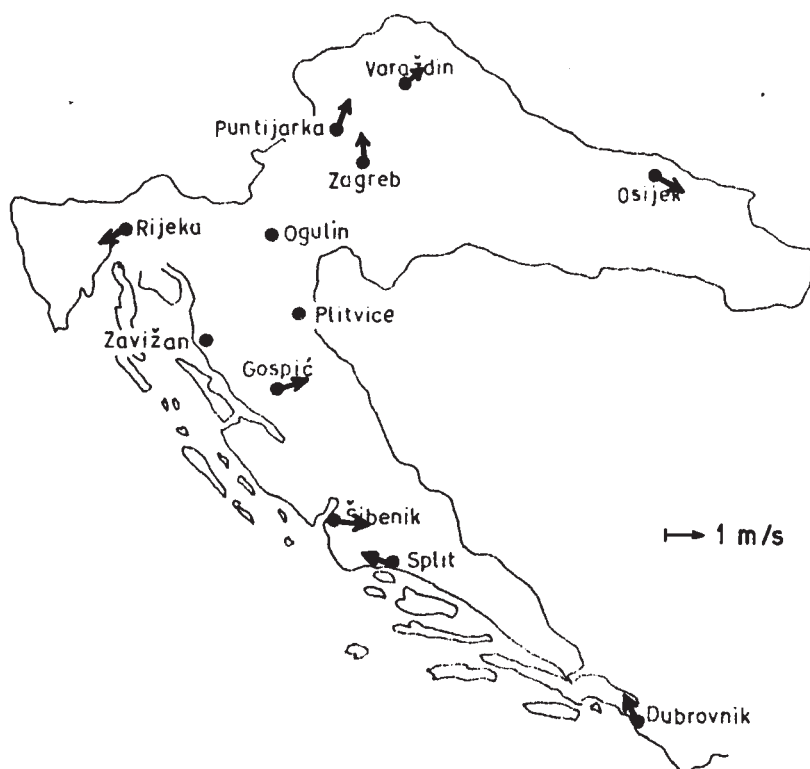 Varaždin
Puntijarka
Zagreb
Osijek
Rijeka
Ogulin
Plitvice
Zavižan
Gospić
Šibenik
1 m/s
Split
Dubrovnik